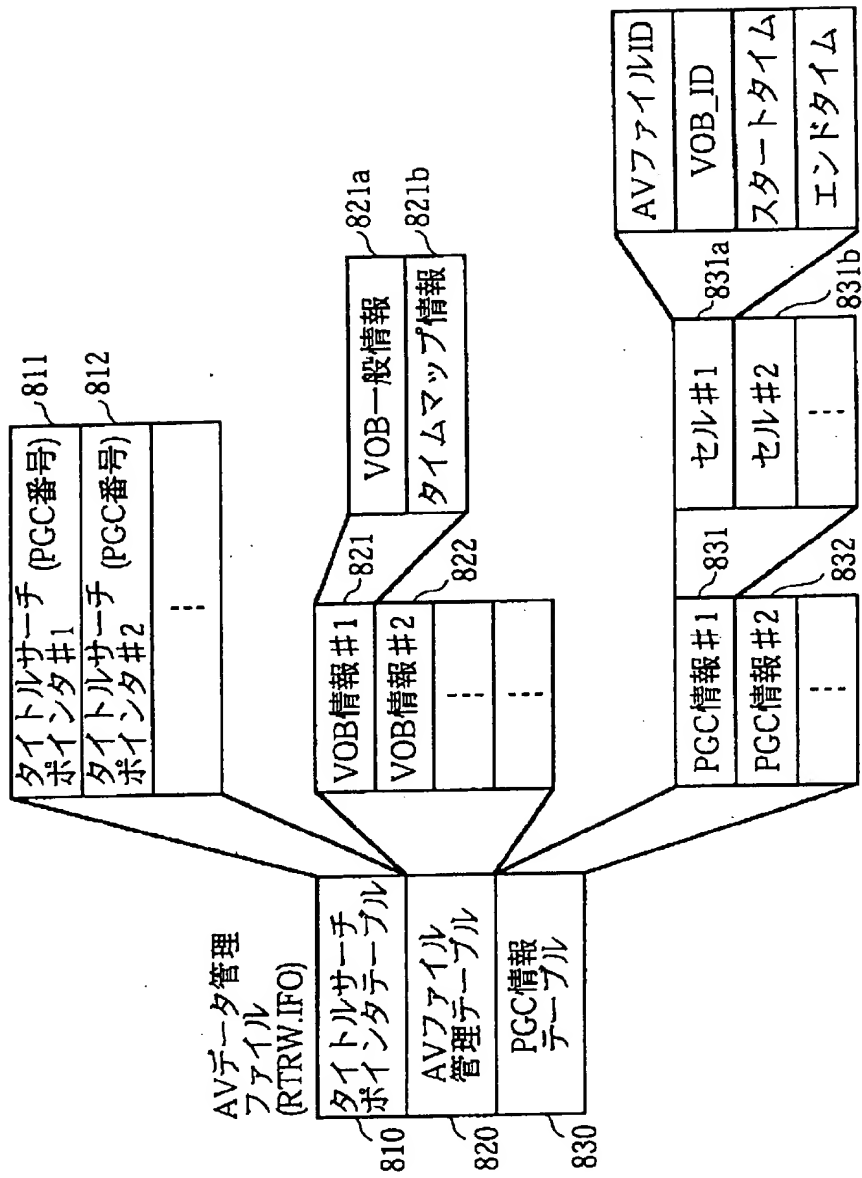 AVデータ管理
ファイル
(RTRW.IFO)
タイトルサーチ
ポインタテーブル
810
AVファイル
管理テーブル
820
PGC情報
テーブル
830
タイトルサーチ
ポインタ#1 (PGC番号)
811
タイトルサーチ
ポインタ#2 (PGC番号)
812
VOB情報#1
821
VOB情報#2
822
VOB一般情報
821a
タイムマップ情報
821b
PGC情報#1
831
PGC情報#2
832
セル#1
831a
セル#2
831b
AVファイルID
VOB_ID
スタートタイム
エンドタイム